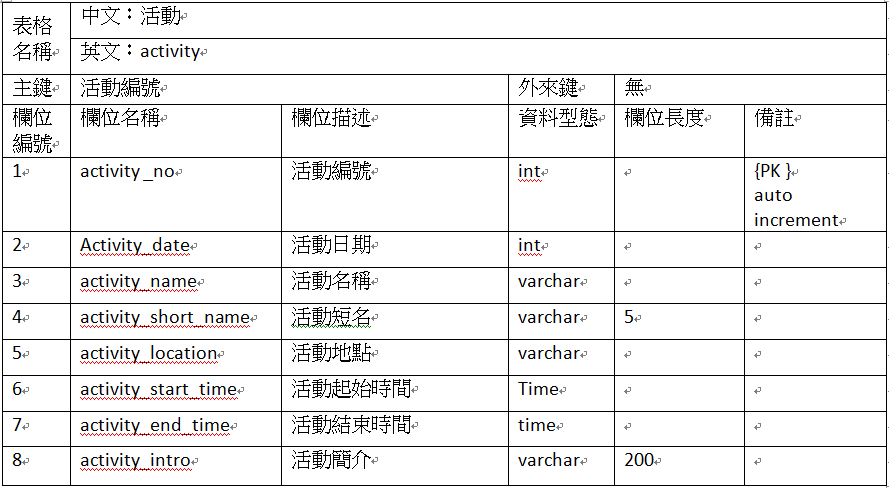 表格
名稱
中文：活動
英文：activity
主鍵 活動編號 外來鍵 無
欄位
編號 欄位名稱 欄位描述 資料型態 欄位長度 備註
1 activity _no 活動編號 int {PK }
auto
increment
2 Activity_date 活動日期 int
3 activity_name 活動名稱 varchar
4 activity_short_name 活動短名 varchar 5
5 activity_location 活動地點 varchar
6 activity_start_time 活動起始時間 Time
7 activity_end_time 活動結束時間 time
8 activity_intro 活動簡介 varchar 200